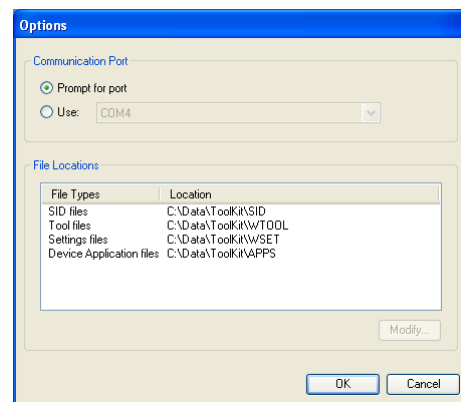 Options
Communication Port
Prompt for port
Use: COM4
File Locations
File Types Location
SID files C:\Data\ToolKit\SID
Tool files C:\Data\ToolKit\WTOOL
Settings files C:\Data\ToolKit\WSET
Device Application files C:\Data\ToolKit\APPS
Modify...
OK Cancel